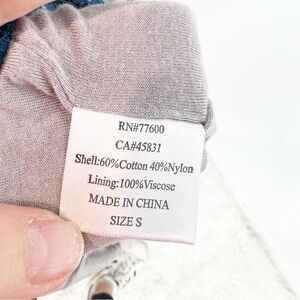 RN#77600
CA#45831
Shell:60%Cotton 40%Nylon
Lining:100%Viscose
MADE IN CHINA
SIZE S